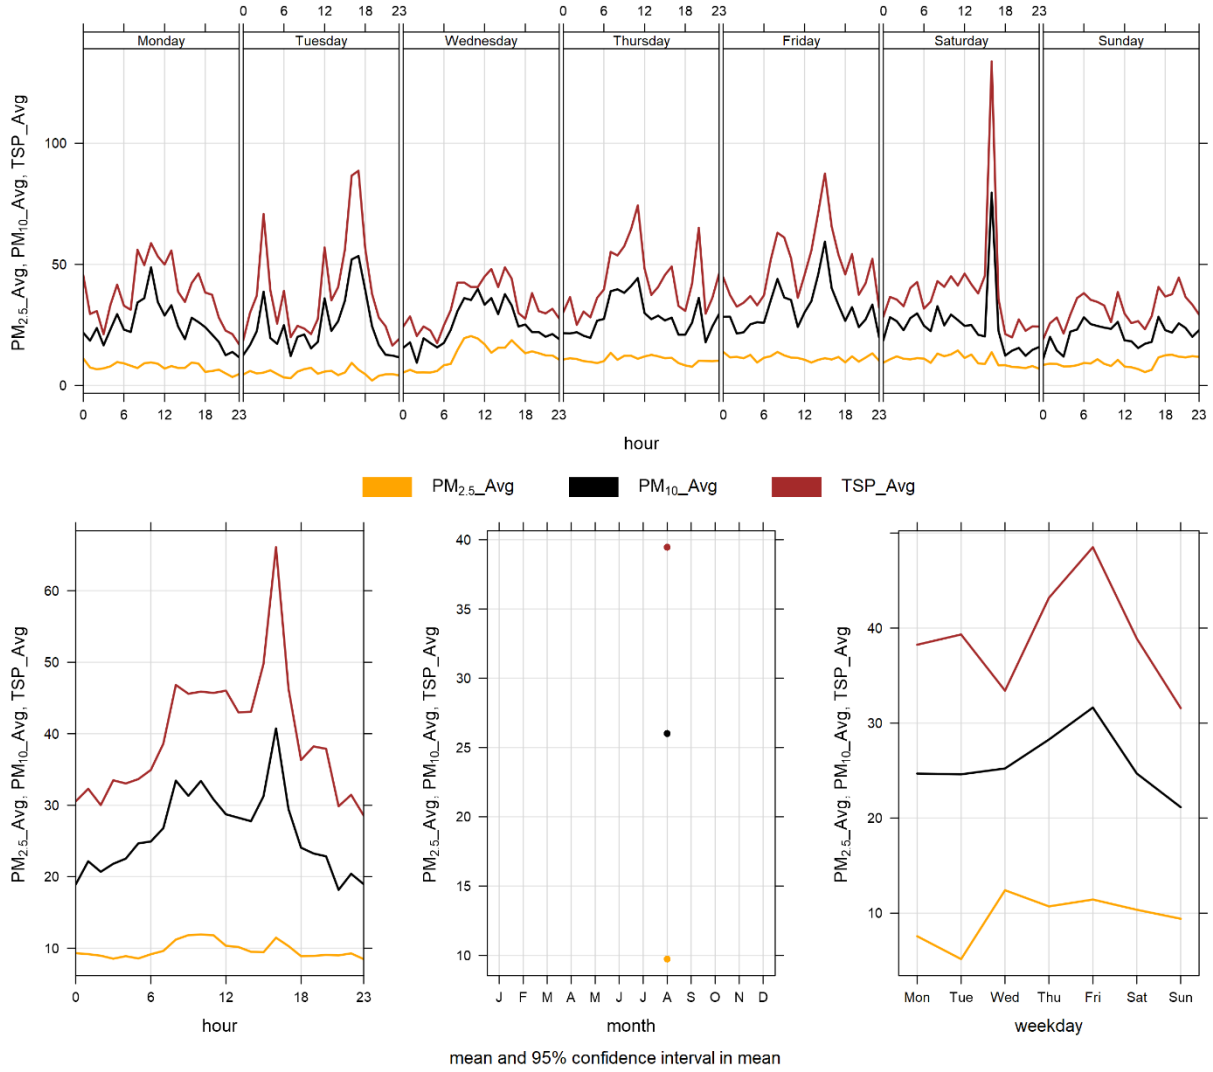 0 6 12 18 23 0 6 12 18 23 0 6 12 18 23
Monday Tuesday Wednesday Thursday Friday Saturday Sunday
PM2.5_Avg, PM10_Avg, TSP_Avg
100
50
0
0 6 12 18 23 0 6 12 18 23 0 6 12 18 23 0 6 12 18 23
hour
PM2.5_Avg PM10_Avg TSP_Avg
PM2.5_Avg, PM10_Avg, TSP_Avg
60
50
40
30
20
10
0 6 12 18 23
hour
PM2.5_Avg, PM10_Avg, TSP_Avg
40
35
30
25
20
15
10
J F M A M J J A S O N D
month
PM2.5_Avg, PM10_Avg, TSP_Avg
40
30
20
10
Mon Tue Wed Thu Fri Sat Sun
weekday
mean and 95% confidence interval in mean